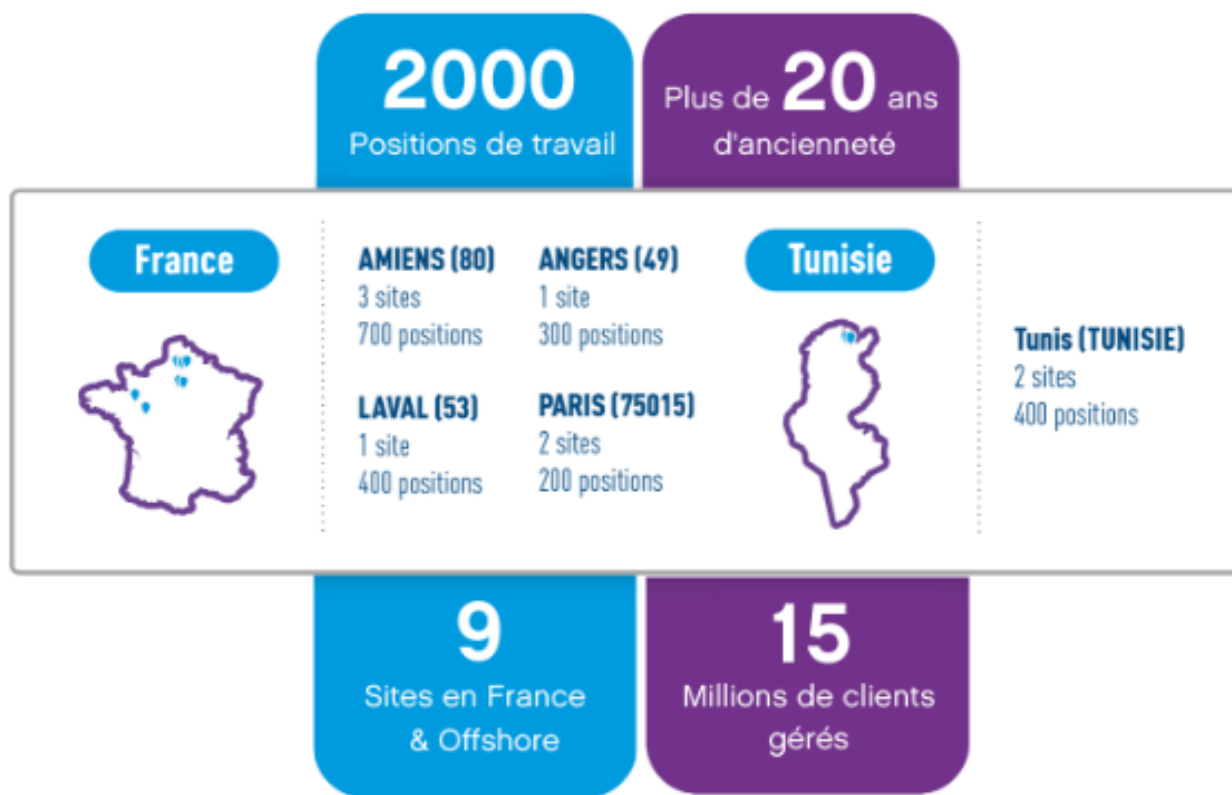 2000
Positions de travail
Plus de 20 ans
d'ancienneté
France
AMIENS (80)
3 sites
700 positions
ANGERS (49)
1 site
300 positions
LAVAL (53)
1 site
400 positions
PARIS (75015)
2 sites
200 positions
Tunisie
Tunis (TUNISIE)
2 sites
400 positions
9
Sites en France
& Offshore
15
Millions de clients
gérés